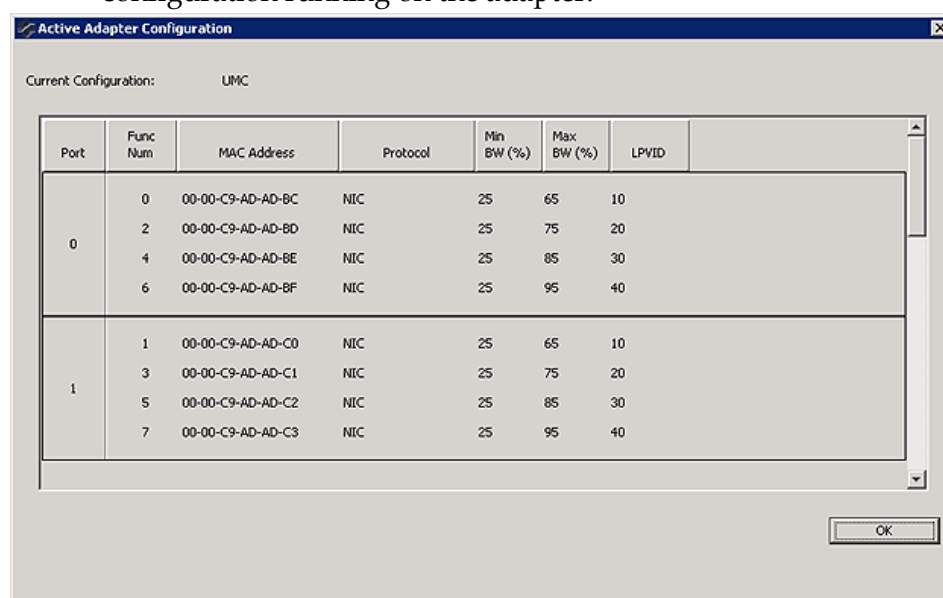 configuration running on the adapter.
Active Adapter Configuration
Current Configuration: UMC
Port Func Num MAC Address Protocol Min BW (%) Max BW (%) LPVID
0
0 00-00-C9-AD-AD-BC NIC 25 65 10
2 00-00-C9-AD-AD-BD NIC 25 75 20
4 00-00-C9-AD-AD-BE NIC 25 85 30
6 00-00-C9-AD-AD-BF NIC 25 95 40
1
1 00-00-C9-AD-AD-C0 NIC 25 65 10
3 00-00-C9-AD-AD-C1 NIC 25 75 20
5 00-00-C9-AD-AD-C2 NIC 25 85 30
7 00-00-C9-AD-AD-C3 NIC 25 95 40
OK